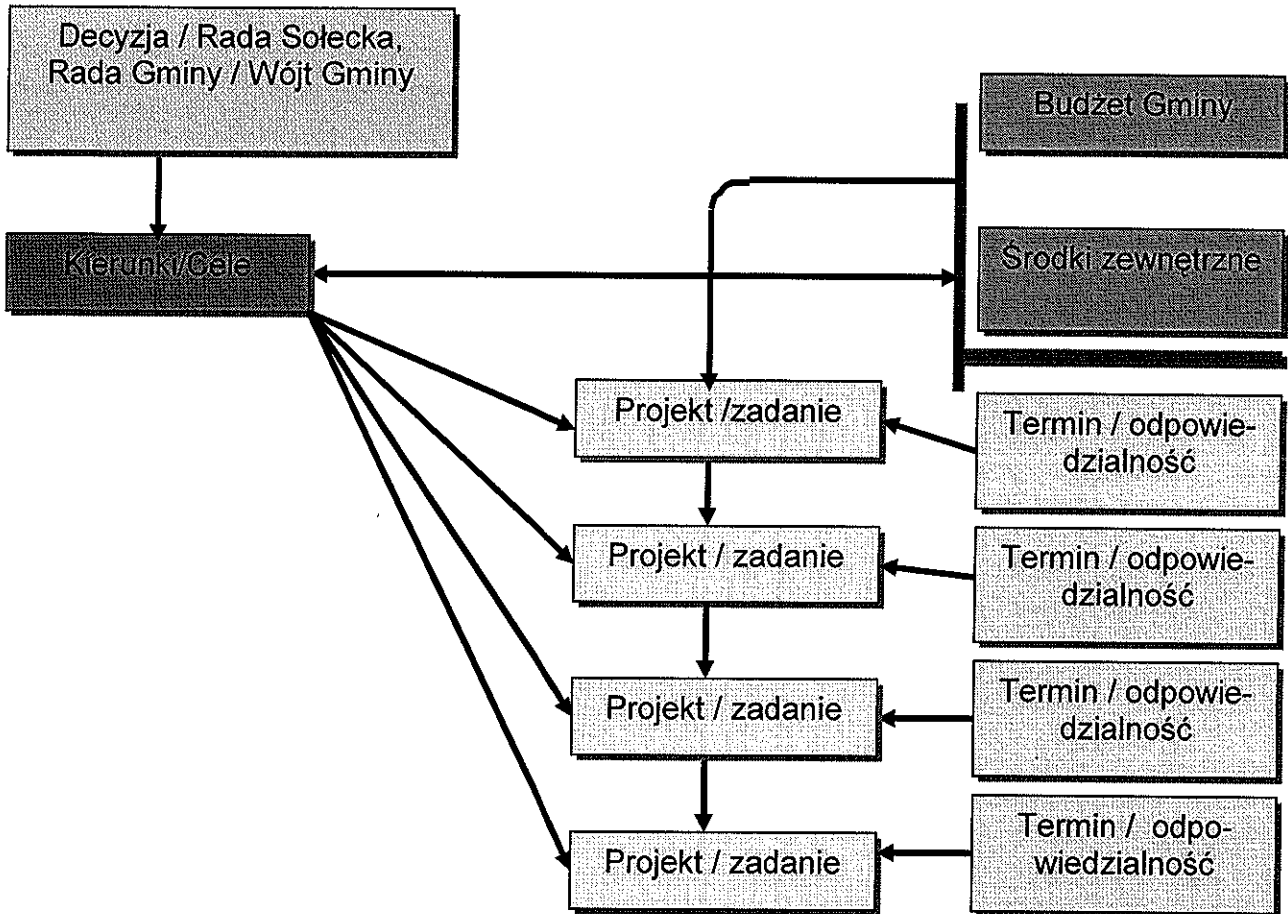 Decyzja / Rada Sołecka,
Rada Gminy / Wójt Gminy
Budżet Gminy
Kierunki/Cele
Środki zewnętrzne
Projekt /zadanie
Termin / odpowie-
dzialność
Projekt / zadanie
Termin / odpowie-
dzialność
Projekt / zadanie
Termin / odpowie-
dzialność
Projekt / zadanie
Termin /  odpo-
wiedzialność